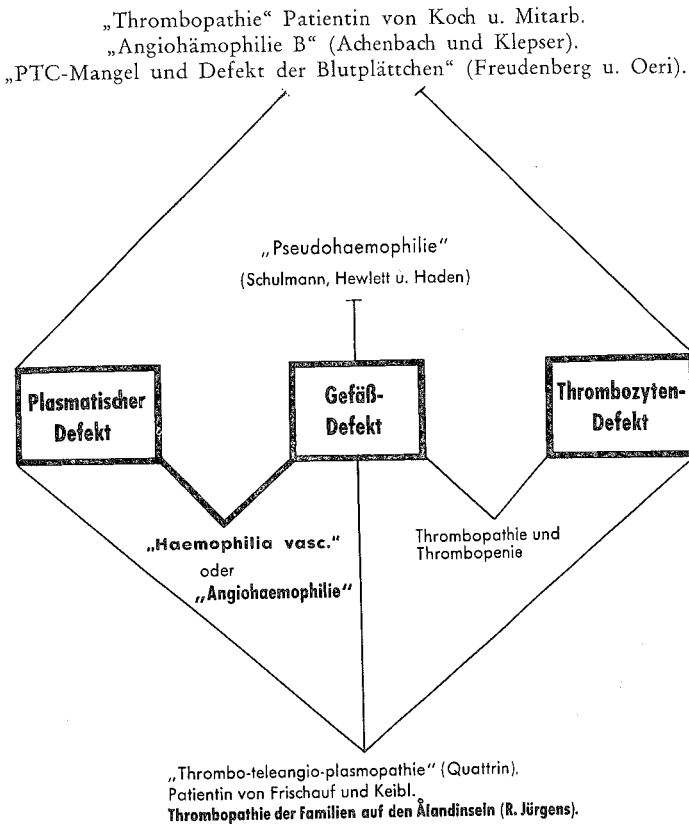 „Thrombopathie“ Patientin von Koch u. Mitarb.
„Angiohämophilie B“ (Achenbach und Klepser).
„PTC-Mangel und Defekt der Blutplättchen“ (Freudenberg u. Oeri).
„Pseudohaemophilie“
(Schulmann, Hewlett u. Haden)
Plasmatischer
Defekt
Gefäß-
Defekt
Thrombozyten-
Defekt
„Haemophilia vasc.“
oder
„Angiohaemophilie“
Thrombopathie und
Thrombopenie
„Thrombo-teleangio-plasmopathie“ (Quattrin).
Patientin von Frischauf und Keibl.
Thrombopathie der Familien auf den Ålandinseln (R. Jürgens).